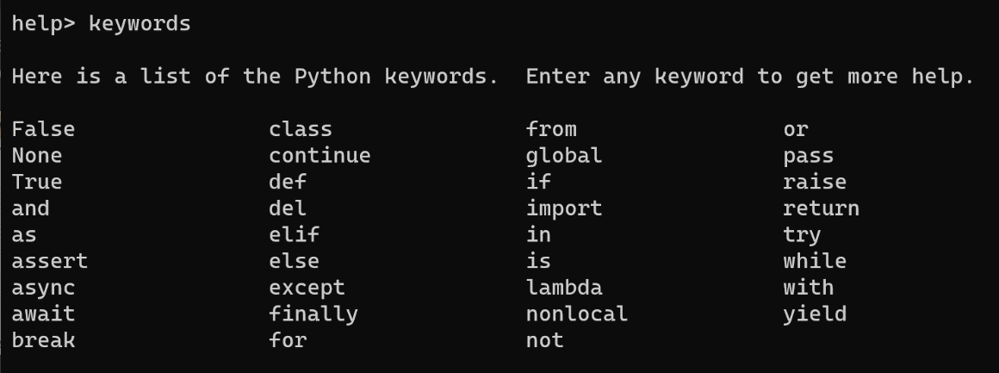 help> keywords
Here is a list of the Python keywords.  Enter any keyword to get more help.
False               class               from                or
None                continue            global              pass
True                def                 if                  raise
and                 del                 import              return
as                  elif                in                  try
assert              else                is                  while
async               except              lambda              with
await               finally             nonlocal            yield
break               for                 not